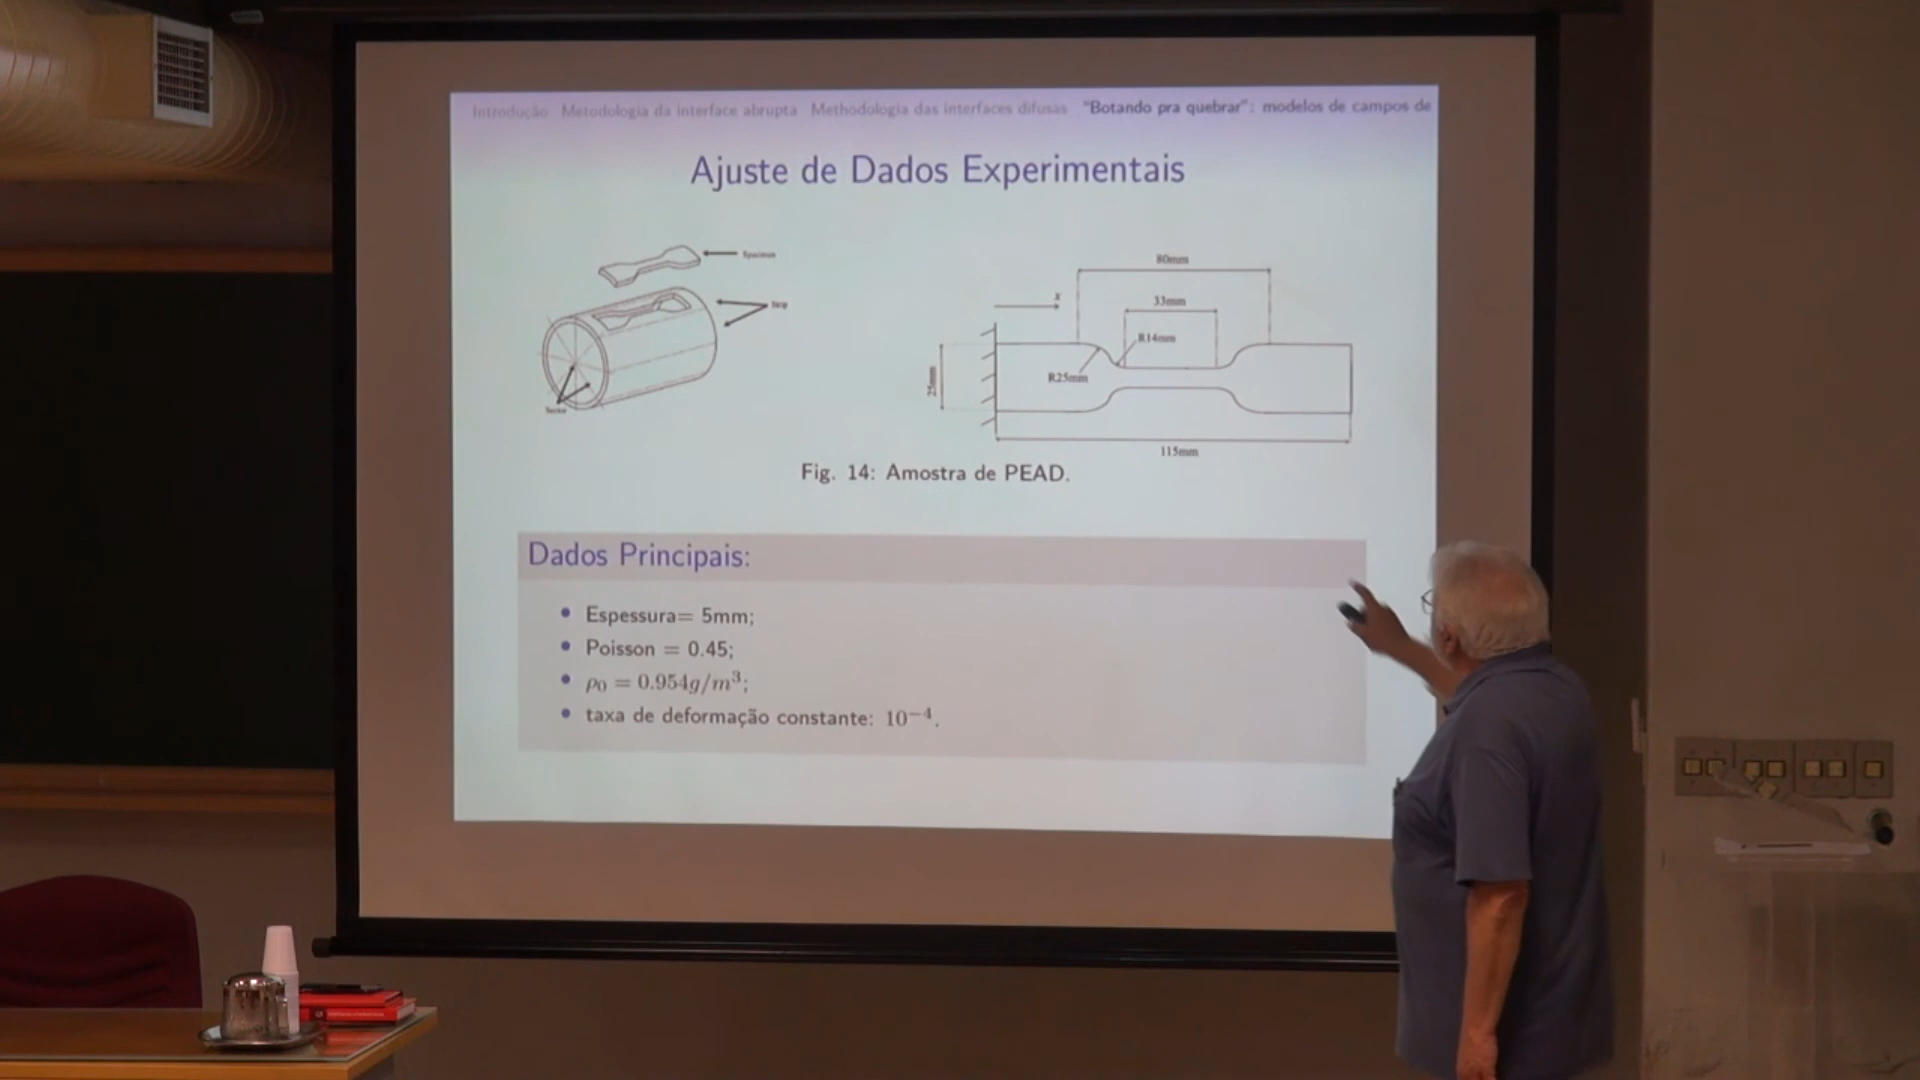 Introdução Metodologia da interface abrupta Methodologia das interfaces difusas "Botando pra quebrar": modelos de campos de
Ajuste de Dados Experimentais
Specimen
Strip
Sector
80mm
x
33mm
R14mm
R25mm
25mm
115mm
Fig. 14: Amostra de PEAD.
Dados Principais:
• Espessura= 5mm;
• Poisson = 0.45;
• ρ₀ = 0.954g/m³;
• taxa de deformação constante: 10⁻⁴.